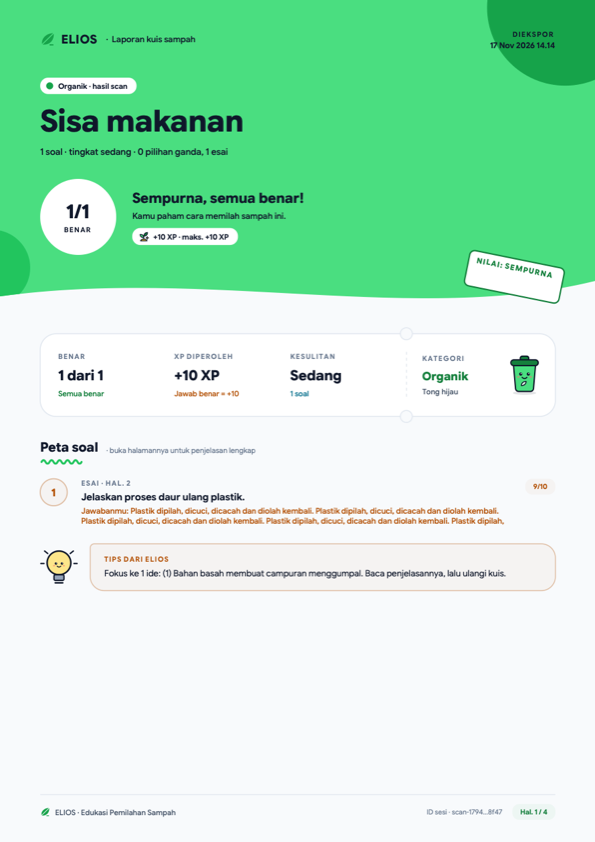 ELIOS · Laporan kuis sampah
DIEKSPOR
17 Nov 2026 14.14
Organik · hasil scan
Sisa makanan
1 soal · tingkat sedang · 0 pilihan ganda, 1 esai
1/1
BENAR
Sempurna, semua benar!
Kamu paham cara memilah sampah ini.
+10 XP · maks. +10 XP
NILAI: SEMPURNA
BENAR
1 dari 1
Semua benar
XP DIPEROLEH
+10 XP
Jawab benar = +10
KESULITAN
Sedang
1 soal
KATEGORI
Organik
Tong hijau
Peta soal · buka halamannya untuk penjelasan lengkap
1
ESAI · HAL. 2
Jelaskan proses daur ulang plastik.
Jawabanmu: Plastik dipilah, dicuci, dicacah dan diolah kembali. Plastik dipilah, dicuci, dicacah dan diolah kembali.
Plastik dipilah, dicuci, dicacah dan diolah kembali. Plastik dipilah, dicuci, dicacah dan diolah kembali. Plastik dipilah,
9/10
TIPS DARI ELIOS
Fokus ke 1 ide: (1) Bahan basah membuat campuran menggumpal. Baca penjelasannya, lalu ulangi kuis.
ELIOS · Edukasi Pemilahan Sampah
ID sesi · scan-1794...8f47
Hal. 1 / 4